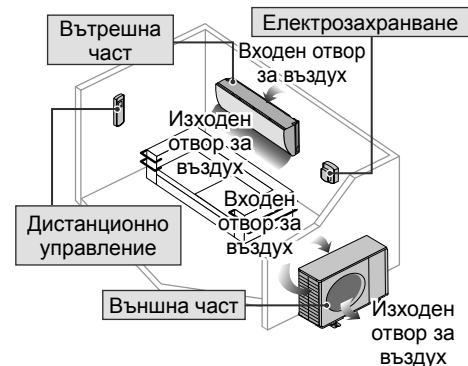 Вътрешна
част
Електрозахранване
Входен отвор
за въздух
Изходен
отвор за
въздух
Входен
отвор за
въздух
Дистанционно
управление
Външна част
Изходен
отвор за
въздух